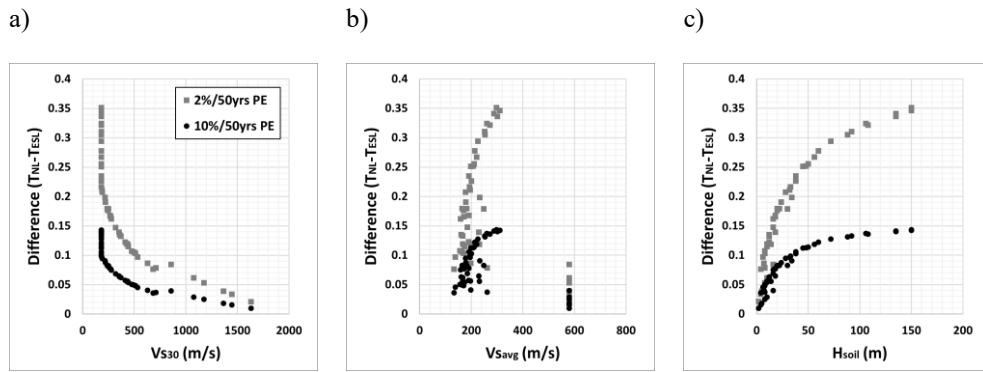 a)
b)
c)
Difference (TNL-TESL)
0.4
0.35
0.3
0.25
0.2
0.15
0.1
0.05
0
2%/50yrs PE
10%/50yrs PE
0 500 1000 1500 2000
VS30 (m/s)
Difference (TNL-TESL)
0.4
0.35
0.3
0.25
0.2
0.15
0.1
0.05
0
0 200 400 600 800
VSavg (m/s)
Difference (TNL-TESL)
0.4
0.35
0.3
0.25
0.2
0.15
0.1
0.05
0
0 50 100 150 200
Hsoil (m)